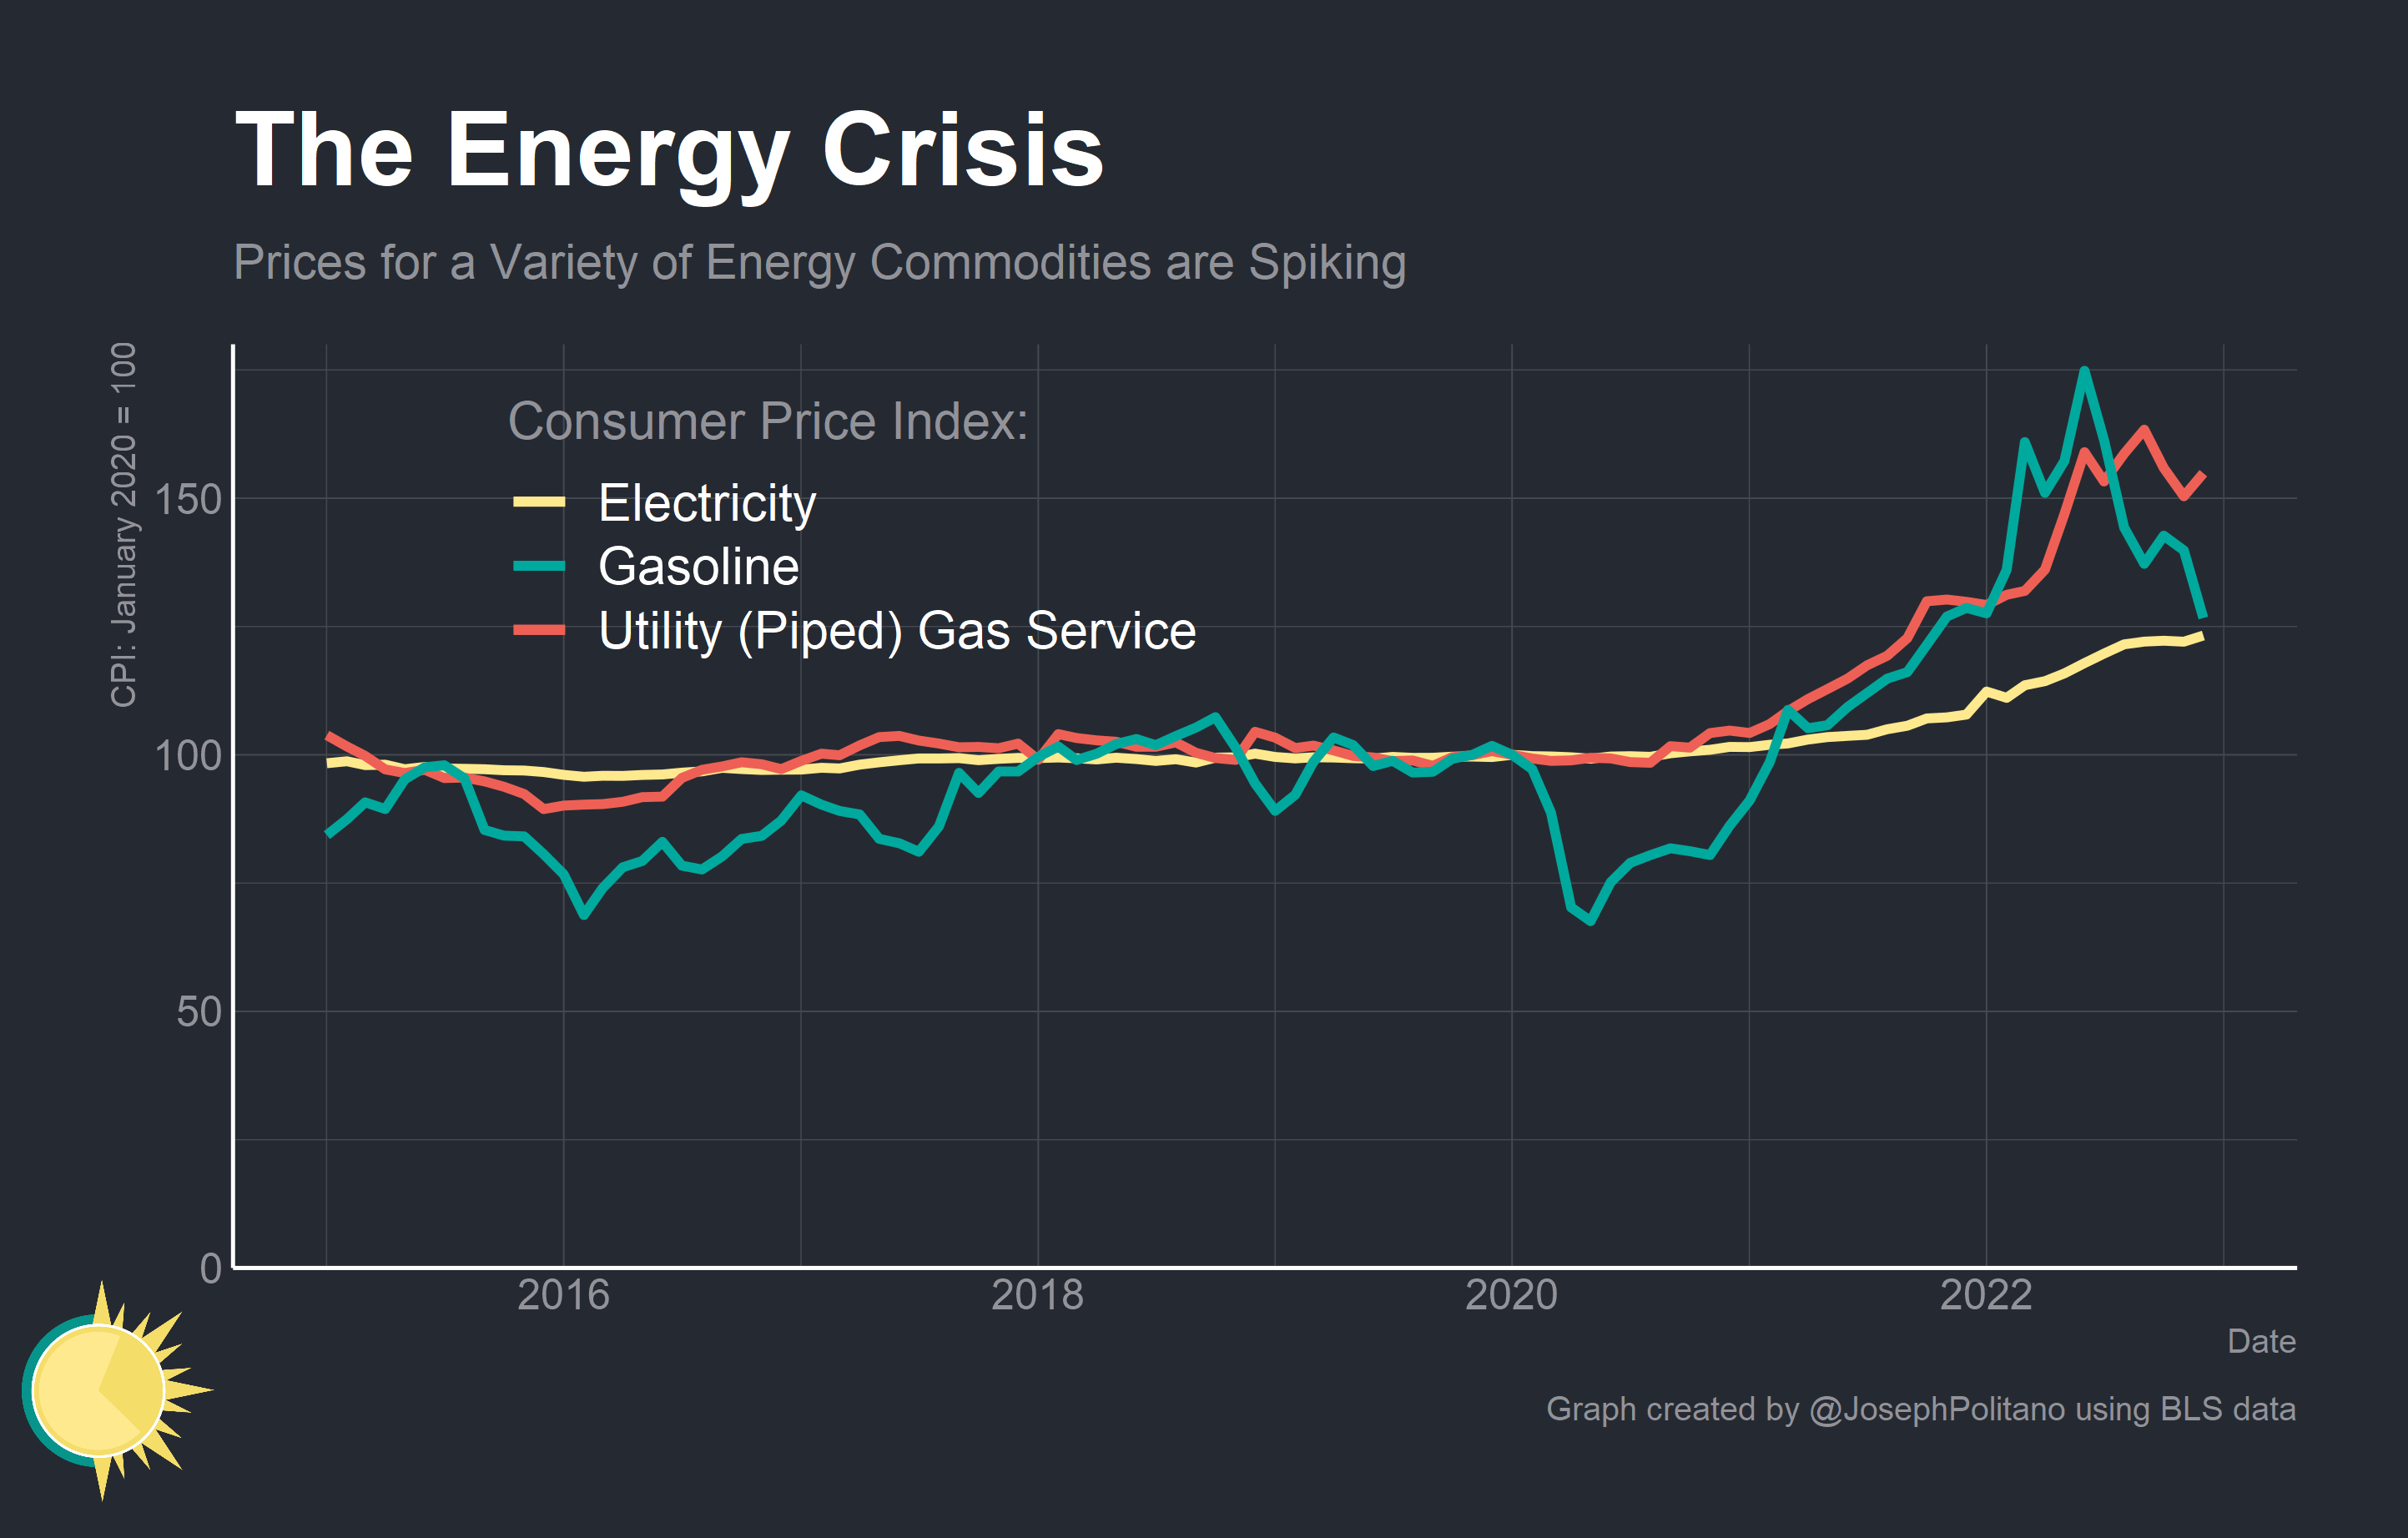 The Energy Crisis
Prices for a Variety of Energy Commodities are Spiking
CPI: January 2020 = 100
Consumer Price Index:
Electricity
Gasoline
Utility (Piped) Gas Service
150
100
50
0
2016
2018
2020
2022
Date
Graph created by @JosephPolitano using BLS data